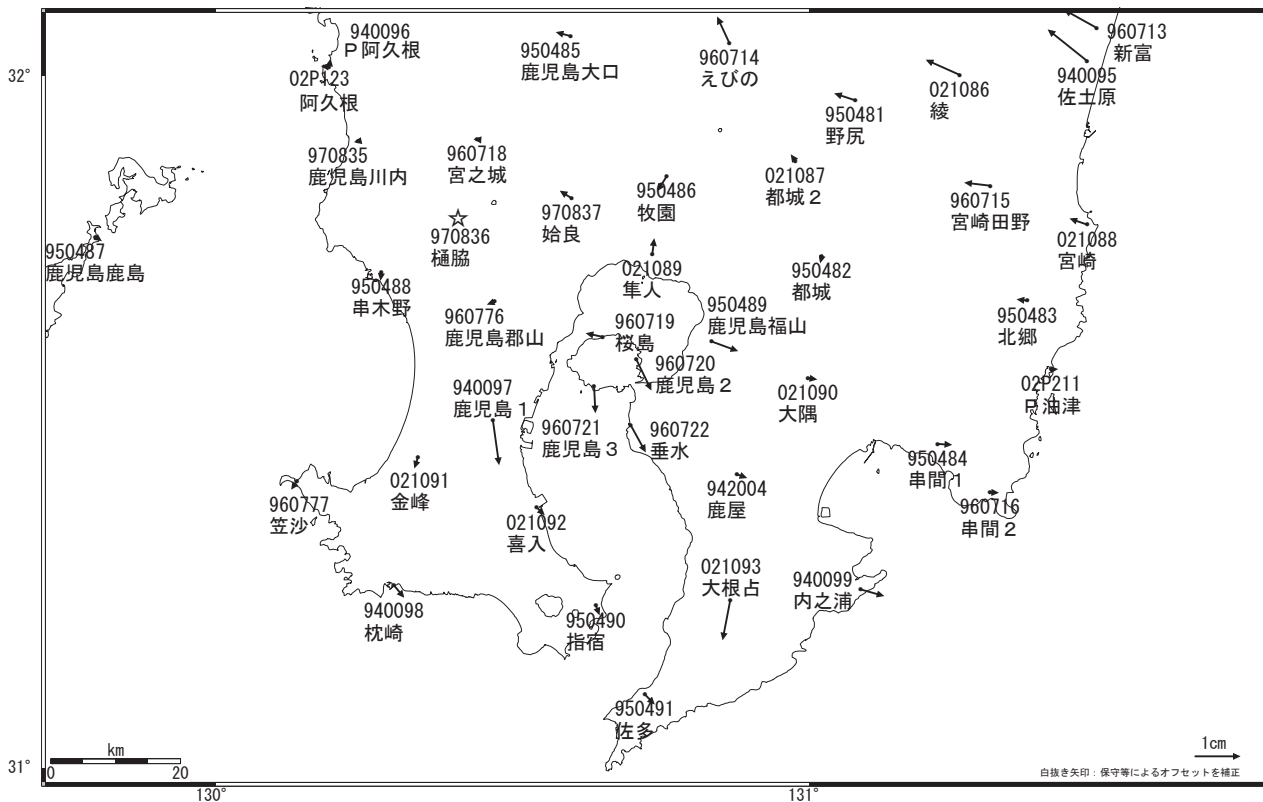 940096
P阿久根
950485
鹿児島大口
960714
えびの
960713
新富
32°
02P123
阿久根
021086
綾
940095
佐土原
950481
野尻
970835
鹿児島川内
960718
宮之城
021087
都城2
950486
牧園
960715
宮崎田野
970837
姶良
970836
樋脇
021088
宮崎
950487
鹿児島鹿島
021089
隼人
950482
都城
950488
串木野
960776
鹿児島郡山
960719
桜島
950489
鹿児島福山
950483
北郷
960720
鹿児島2
02P211
P油津
940097
鹿児島1
021090
大隅
960721
鹿児島3
960722
垂水
950484
串間1
021091
金峰
960777
笠沙
942004
鹿屋
960716
串間2
021092
喜入
021093
大根占
940099
内之浦
940098
枕崎
950490
指宿
950491
佐多
1cm
km
0 20
31°
白抜き矢印:保守等によるオフセットを補正
130° 131°